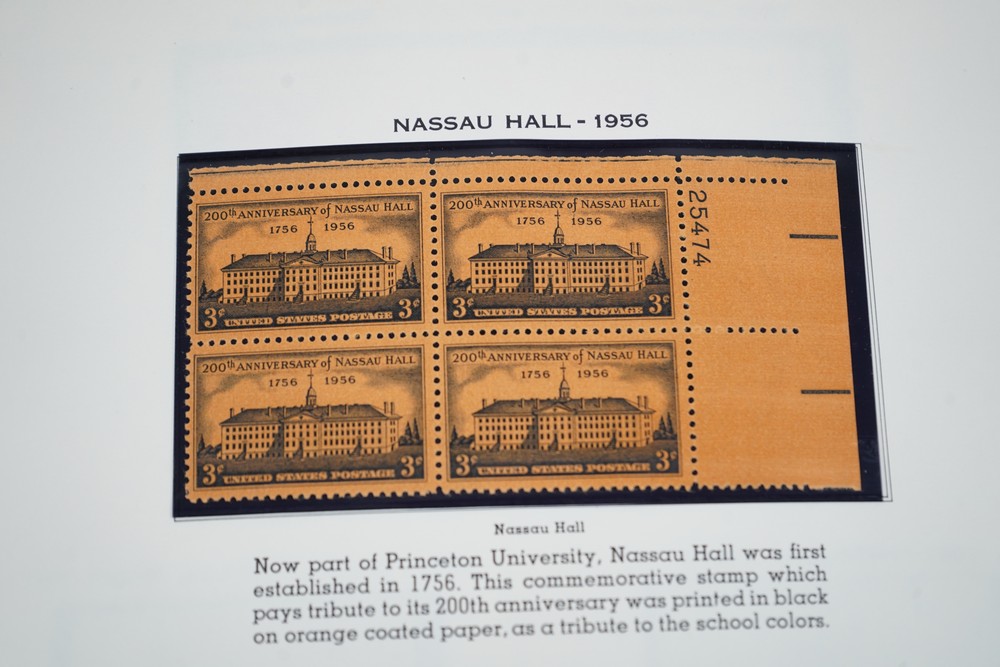 NASSAU HALL - 1956
200th ANNIVERSARY of NASSAU HALL
1756 1956
3¢ UNITED STATES POSTAGE 3¢
200th ANNIVERSARY of NASSAU HALL
1756 1956
3¢ UNITED STATES POSTAGE 3¢
25474
200th ANNIVERSARY of NASSAU HALL
1756 1956
3¢ UNITED STATES POSTAGE 3¢
200th ANNIVERSARY of NASSAU HALL
1756 1956
3¢ UNITED STATES POSTAGE 3¢
Nassau Hall
Now part of Princeton University, Nassau Hall was first
established in 1756. This commemorative stamp which
pays tribute to its 200th anniversary was printed in black
on orange coated paper, as a tribute to the school colors.